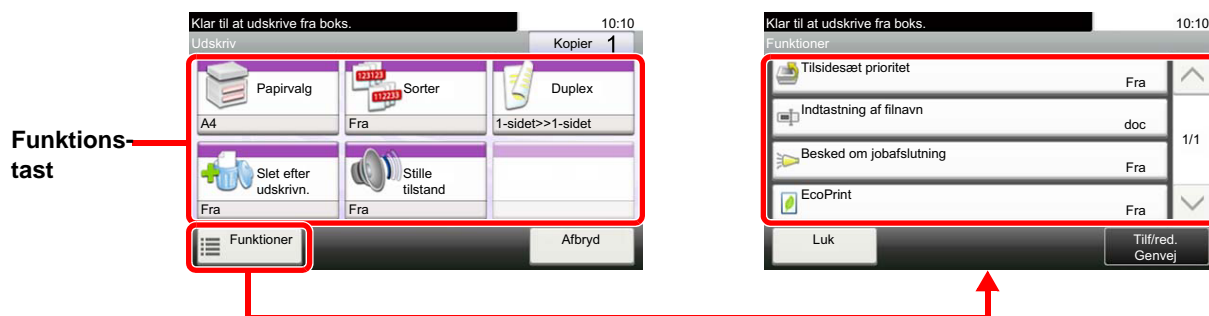 Funktions-
tast
Klar til at udskrive fra boks. 10:10
Udskriv Kopier 1
Papirvalg
A4
123123
112233
Sorter
Fra
Duplex
1-sidet>>1-sidet
Slet efter
udskrivn.
Fra
Stille
tilstand
Fra
Funktioner Afbryd
Klar til at udskrive fra boks. 10:10
Funktioner
Tilsidesæt prioritet
Fra
Indtastning af filnavn
doc
1/1
Besked om jobafslutning
Fra
EcoPrint
Fra
Luk
Tilf/red.
Genvej